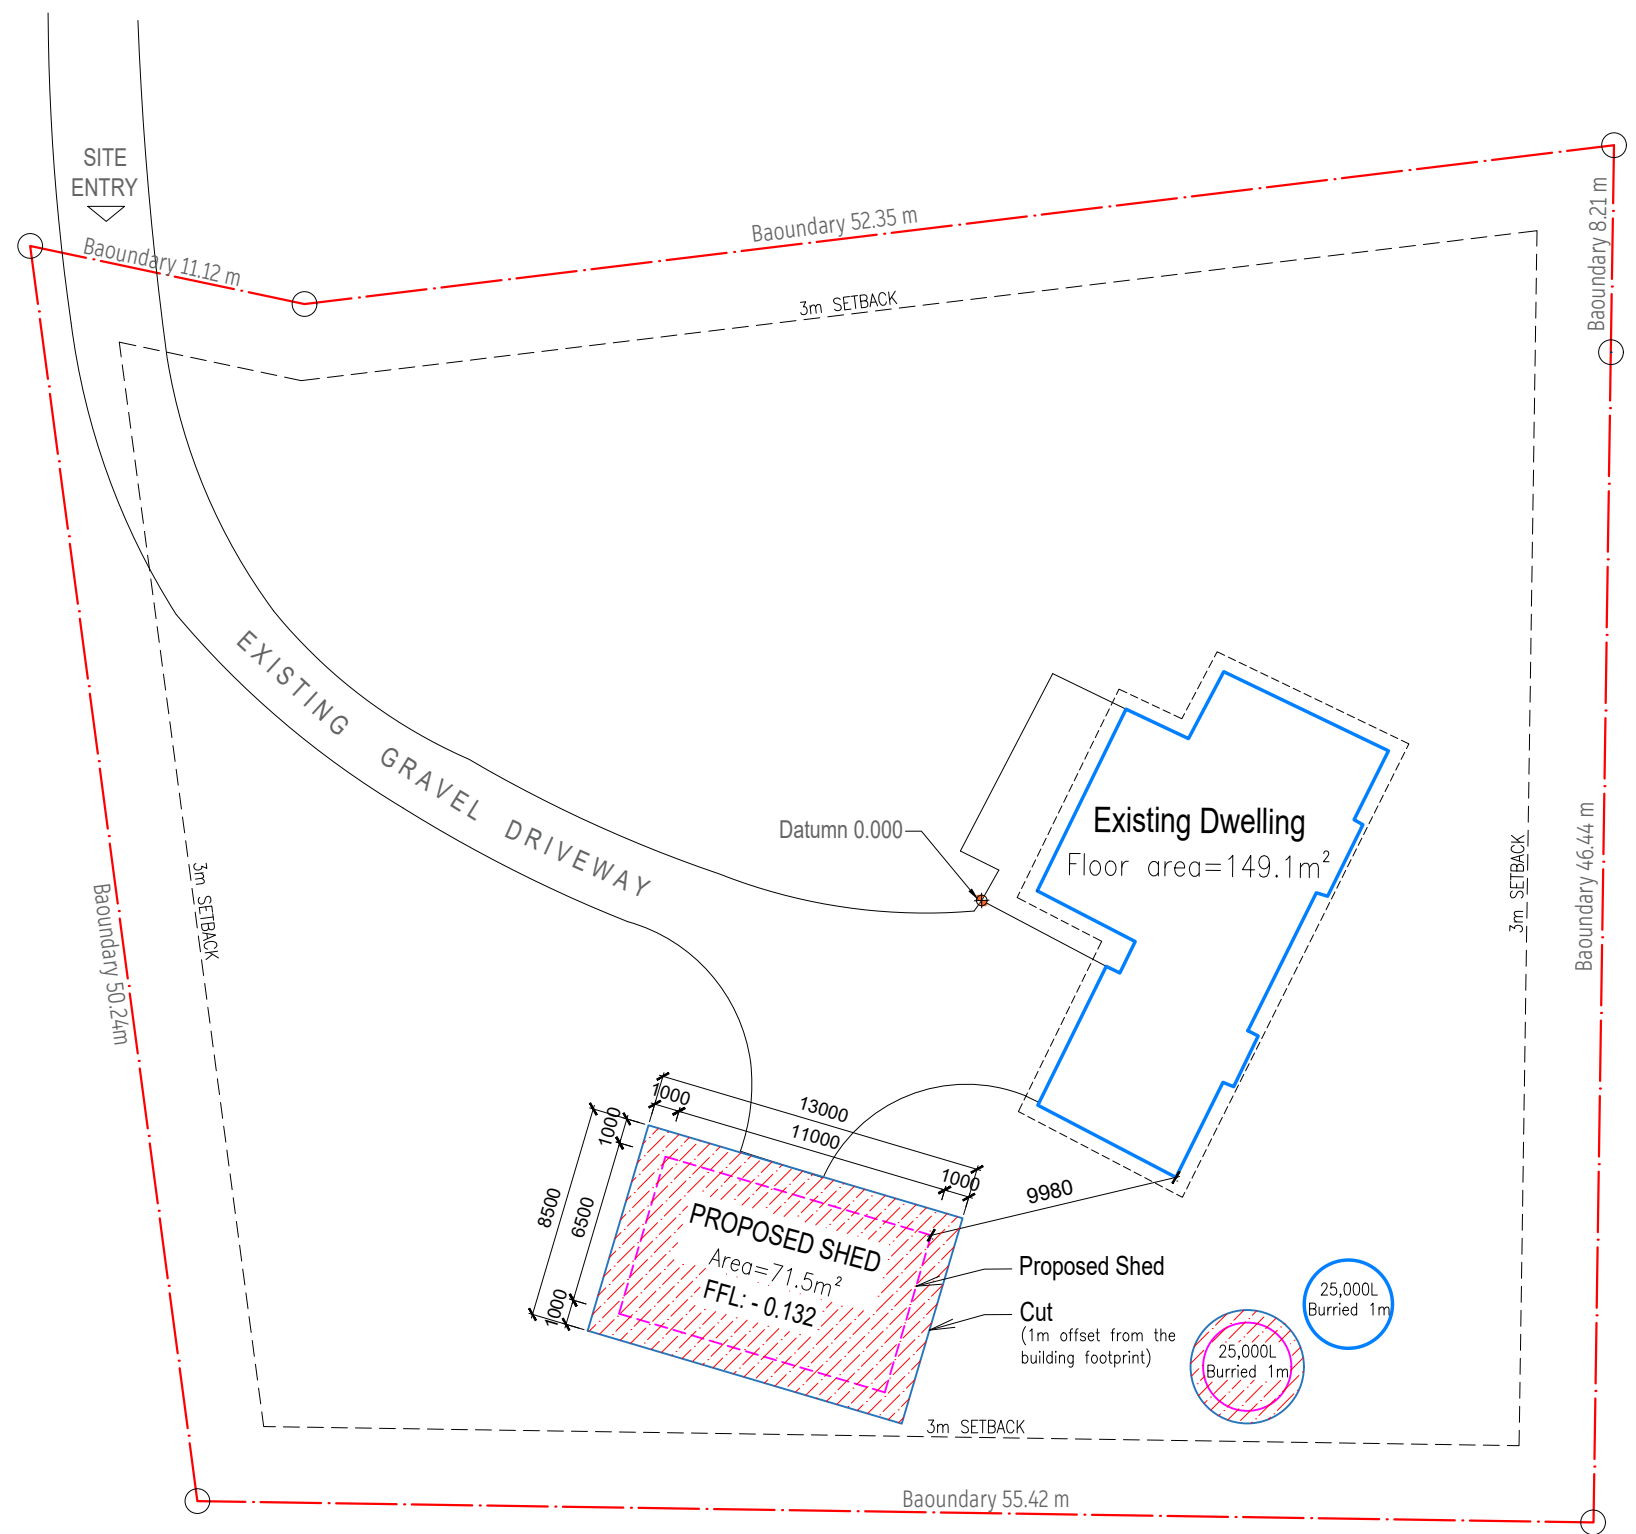 SITE
ENTRY
Baoundary 11.12 m
Baoundary 52.35 m
Baoundary 8.21 m
3m SETBACK
EXISTING GRAVEL DRIVEWAY
Datumn 0.000
Existing Dwelling
Floor area=149.1m²
3m SETBACK
Baoundary 46.44 m
3m SETBACK
Baoundary 50.24m
1000
13000
11000
1000
1000
8500
6500
1000
9980
PROPOSED SHED
Area=71.5m²
FFL: - 0.132
Proposed Shed
Cut
(1m offset from the
building footprint)
25,000L
Burried 1m
25,000L
Burried 1m
3m SETBACK
Baoundary 55.42 m